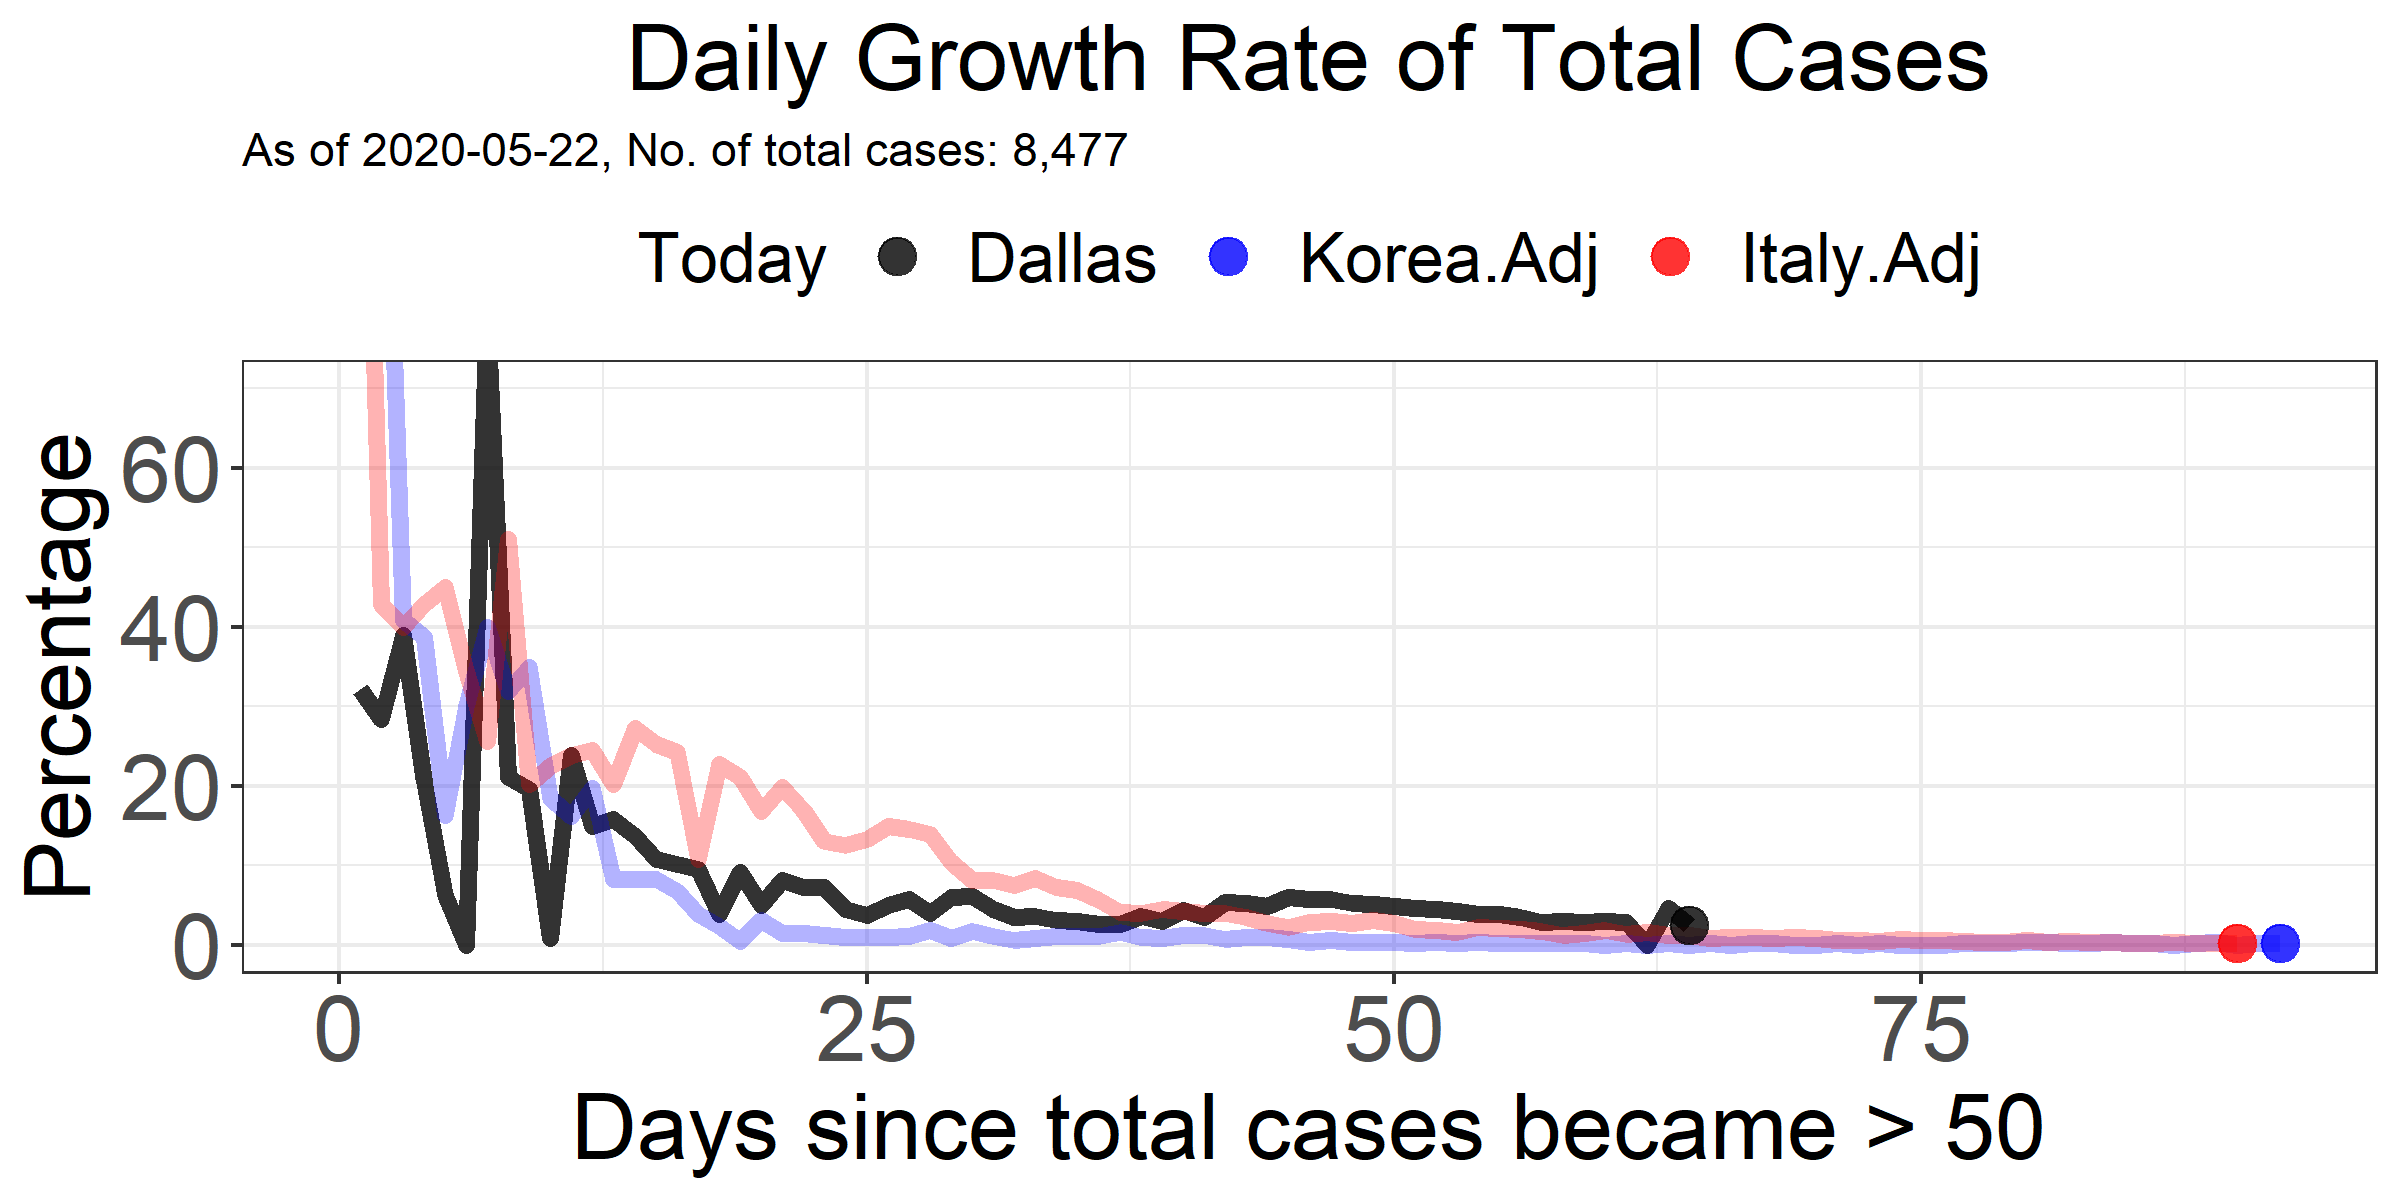 Daily Growth Rate of Total Cases
As of 2020-05-22, No. of total cases: 8,477
Today Dallas Korea.Adj Italy.Adj
Percentage
60
40
20
0
0 25 50 75
Days since total cases became > 50